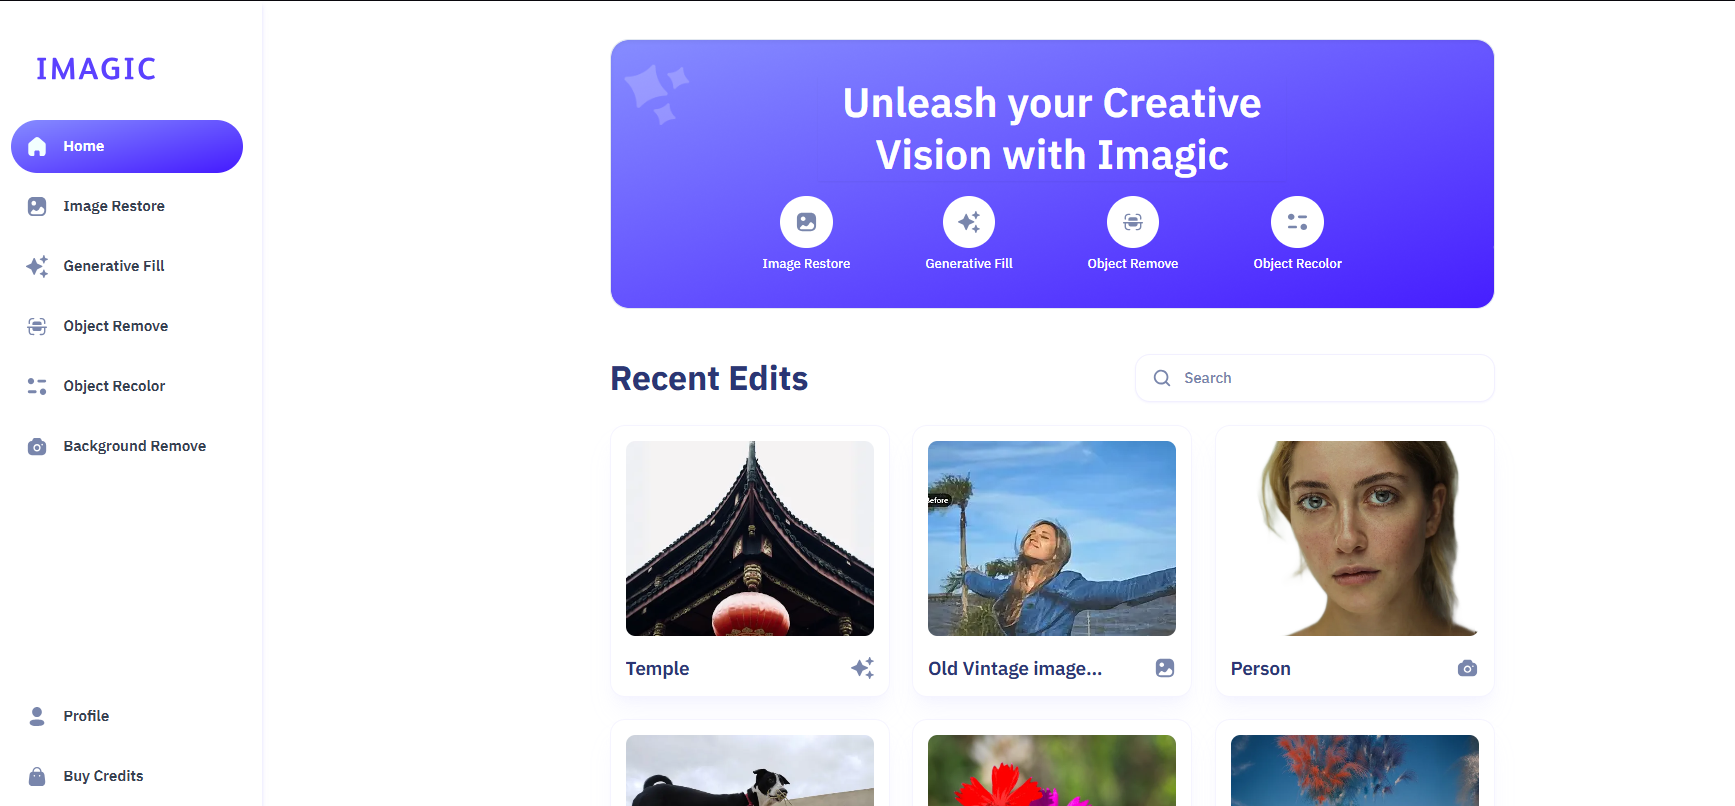 IMAGIC
Home
Image Restore
Generative Fill
Object Remove
Object Recolor
Background Remove
Profile
Buy Credits
Unleash your Creative
Vision with Imagic
Image Restore
Generative Fill
Object Remove
Object Recolor
Recent Edits
Search
Before
Temple
Old Vintage image...
Person